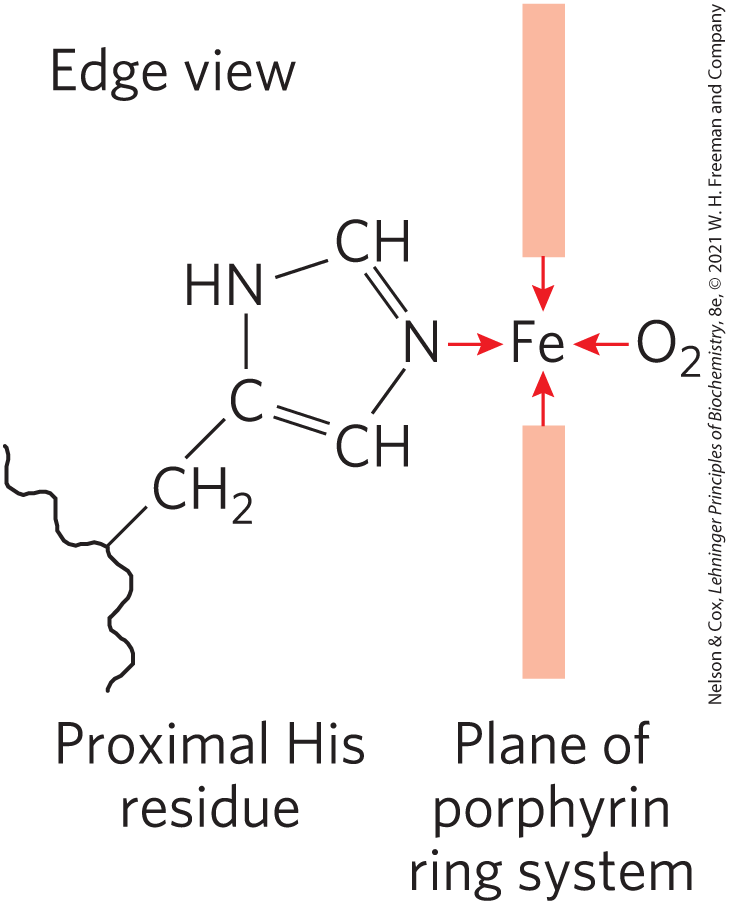 Edge view
CH
HN
N
Fe
O₂
C
CH
CH₂
Proximal His
residue
Plane of
porphyrin
ring system
Nelson & Cox, Lehninger Principles of Biochemistry, 8e, © 2021 W. H. Freeman and Company